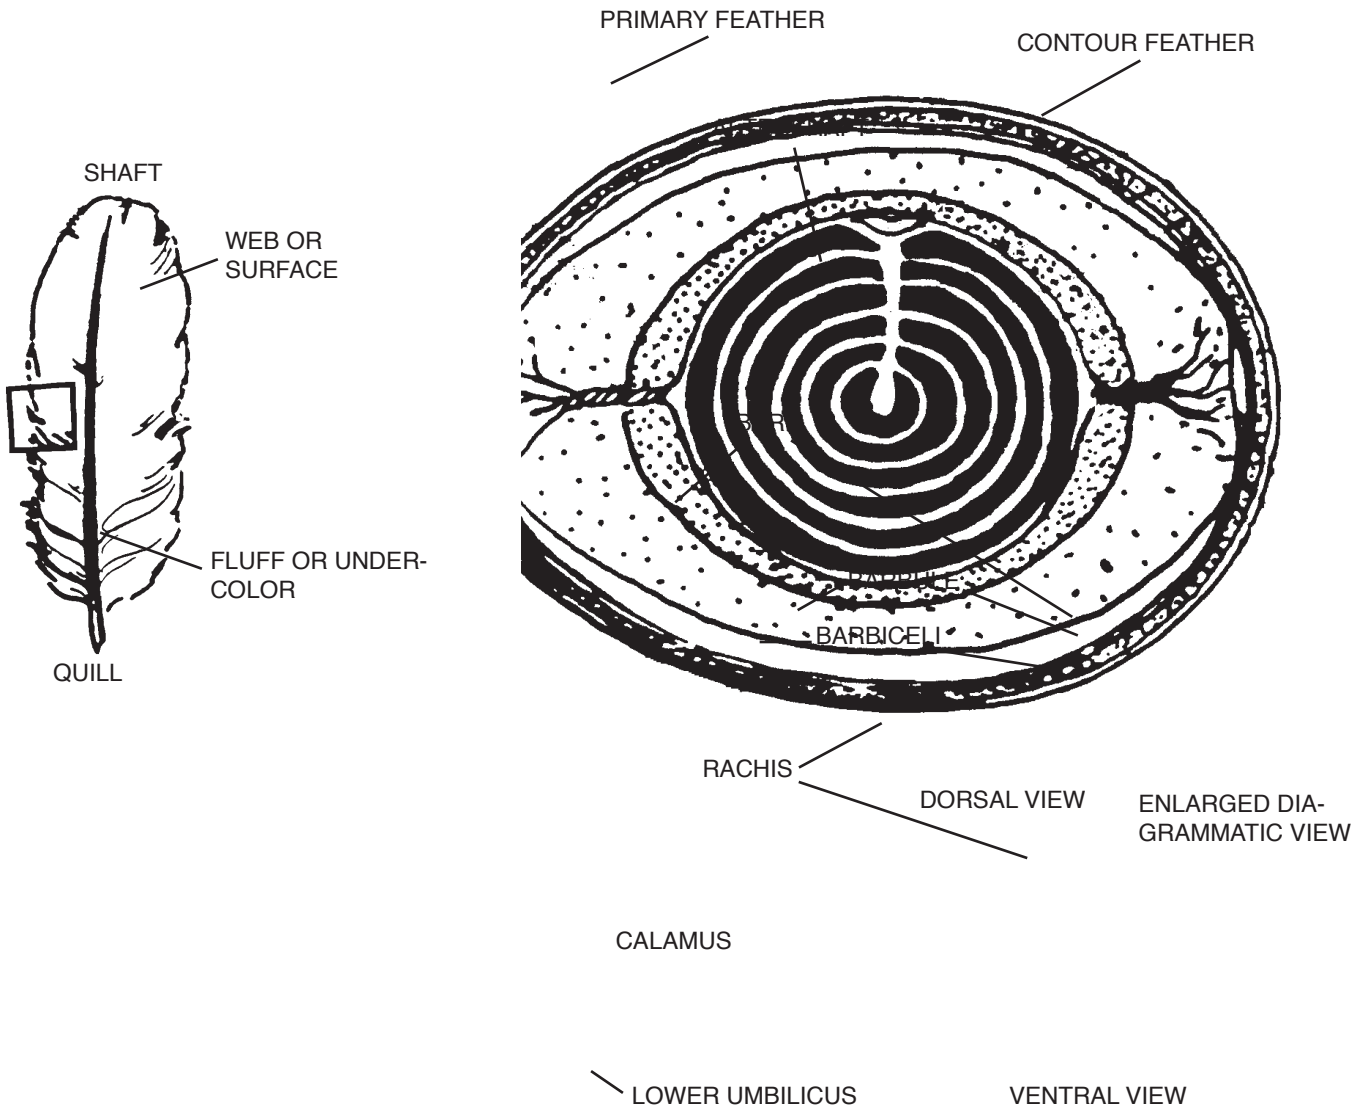 PRIMARY FEATHER
CONTOUR FEATHER
SHAFT
WEB OR
SURFACE
FLUFF OR UNDER-
COLOR
BARBULE
BARBICELI
QUILL
RACHIS
DORSAL VIEW
ENLARGED DIA-
GRAMMATIC VIEW
CALAMUS
LOWER UMBILICUS
VENTRAL VIEW